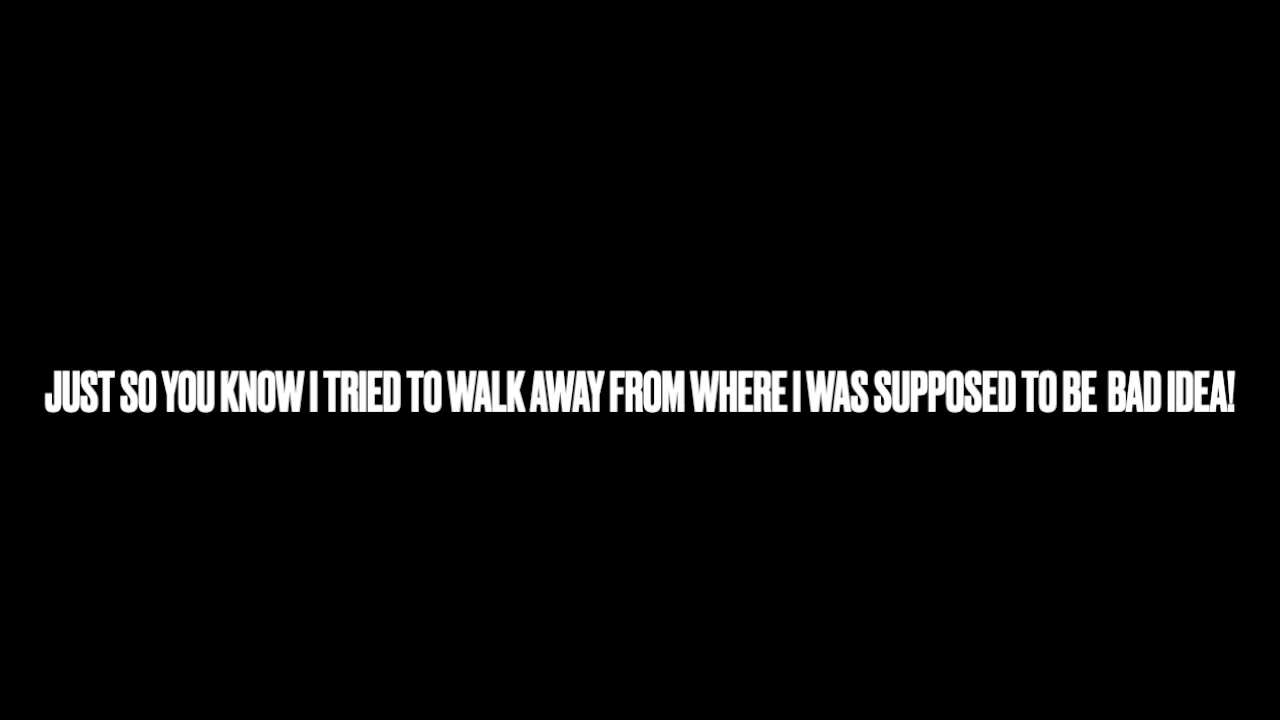 JUST SO YOU KNOW I TRIED TO WALK AWAY FROM WHERE I WAS SUPPOSED TO BE  BAD IDEA!